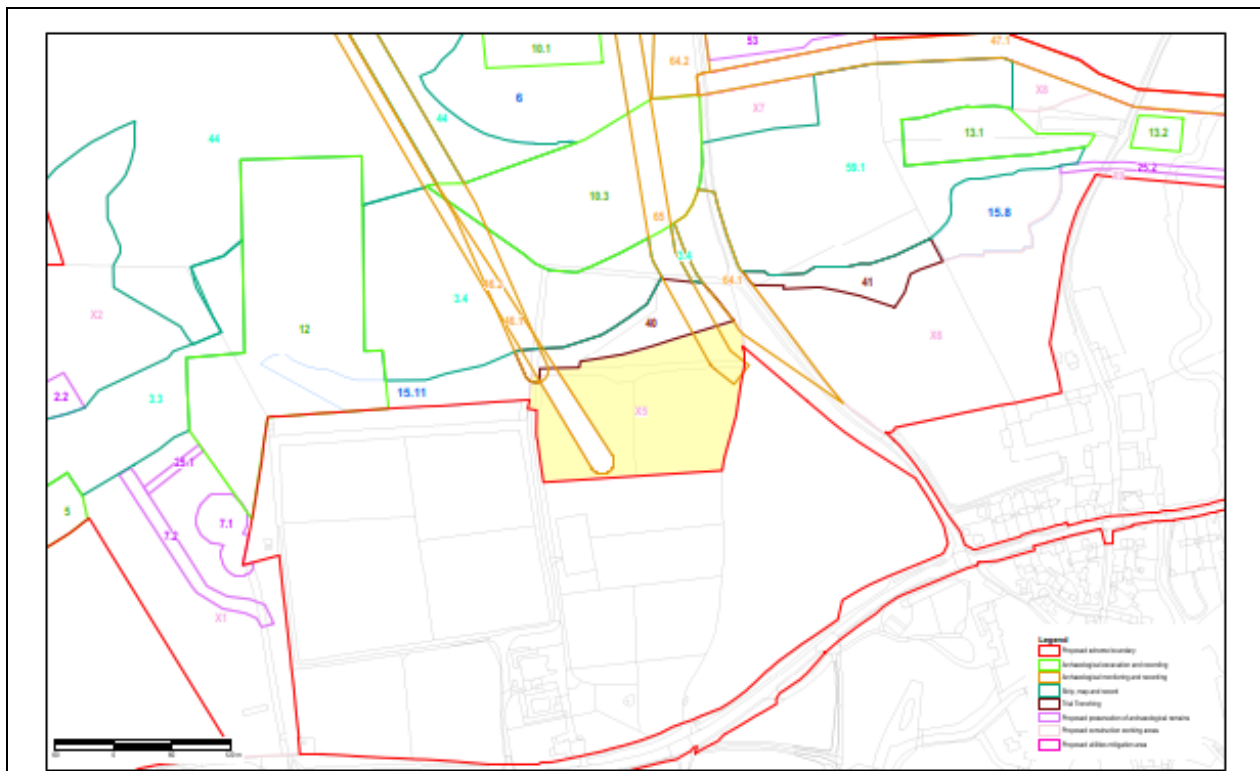 10.1
53
47.1
64.2
6
X8
44
X7
13.1
13.2
44
59.1
25.2
10.3
15.8
65
3.4
64.1
41
46.2
3.4
X2
46.1
40
X6
12
15.11
2.2
3.3
X5
25.1
5
7.1
7.2
X1
Legend
Proposed scheme boundary
Archaeological excavation and recording
Archaeological monitoring and recording
Strip, map and record
Trial Trenching
Proposed preservation of archaeological remains
Proposed construction working areas
Proposed utilities mitigation area
0